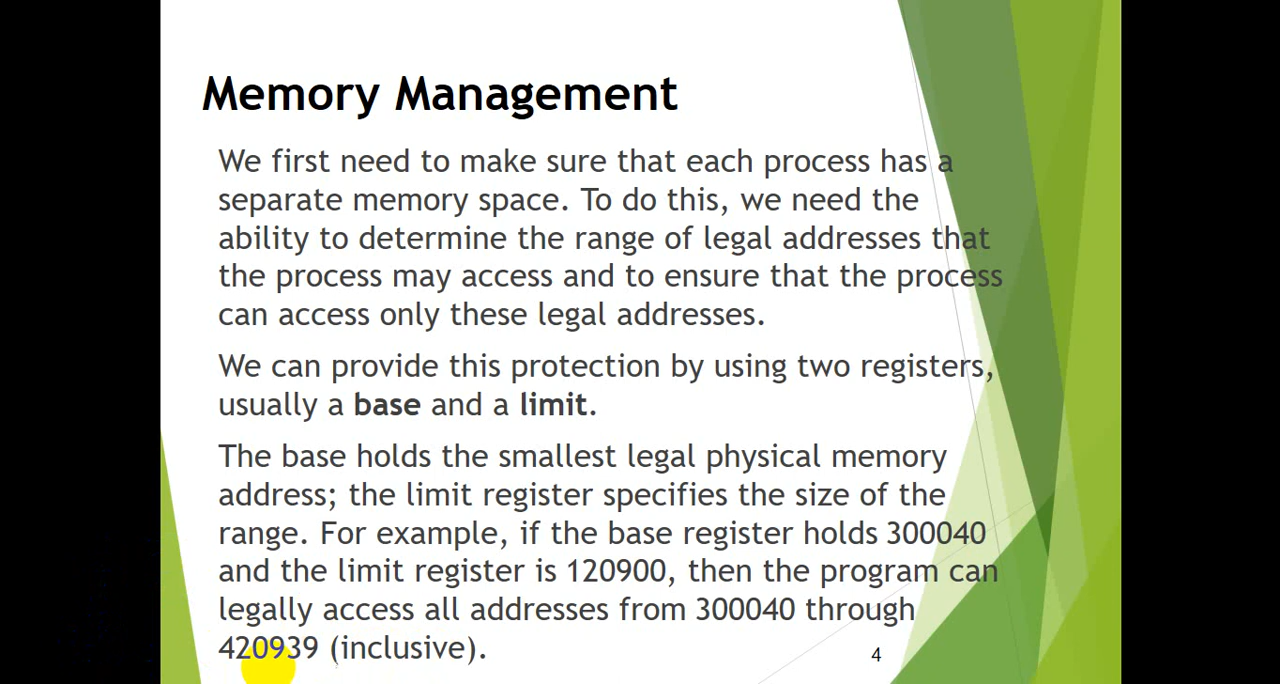 Memory Management
We first need to make sure that each process has a
separate memory space. To do this, we need the
ability to determine the range of legal addresses that
the process may access and to ensure that the process
can access only these legal addresses.
We can provide this protection by using two registers,
usually a base and a limit.
The base holds the smallest legal physical memory
address; the limit register specifies the size of the
range. For example, if the base register holds 300040
and the limit register is 120900, then the program can
legally access all addresses from 300040 through
420939 (inclusive).
4